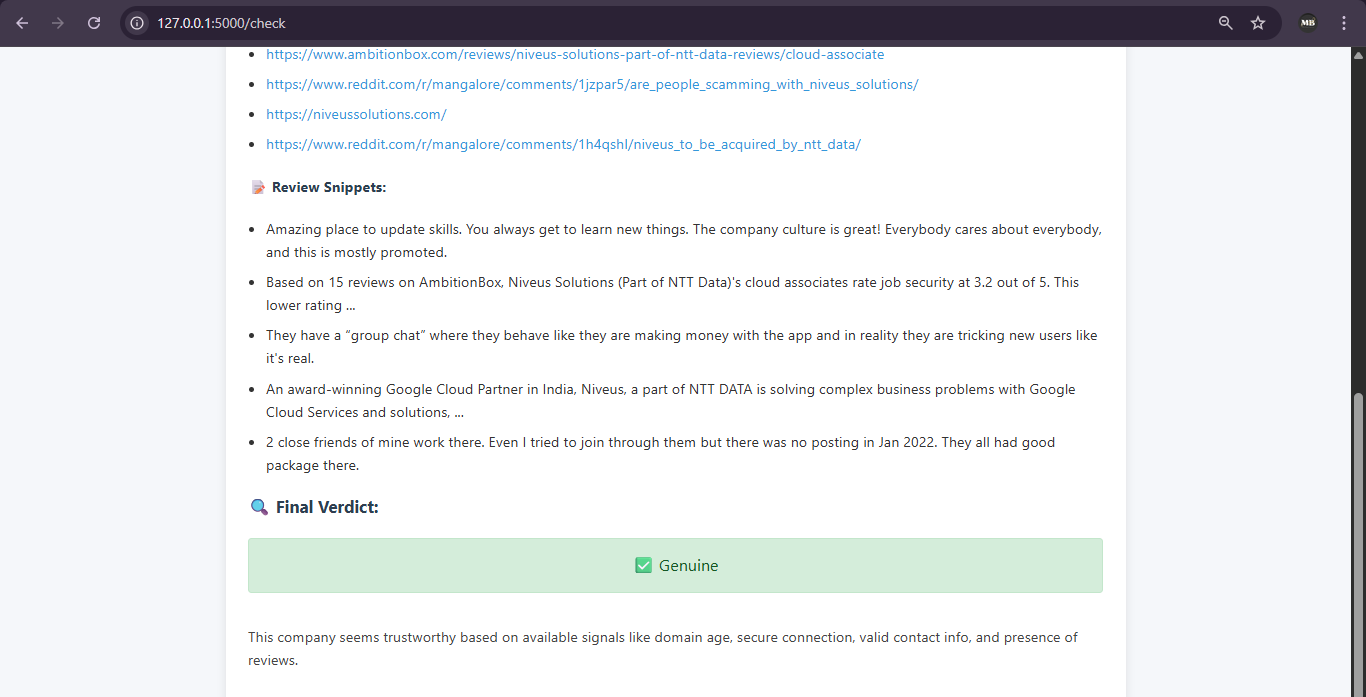 127.0.0.1:5000/check
MB
https://www.ambitionbox.com/reviews/niveus-solutions-part-of-ntt-data-reviews/cloud-associate
https://www.reddit.com/r/mangalore/comments/1jzpar5/are_people_scamming_with_niveus_solutions/
https://niveussolutions.com/
https://www.reddit.com/r/mangalore/comments/1h4qshl/niveus_to_be_acquired_by_ntt_data/
Review Snippets:
Amazing place to update skills. You always get to learn new things. The company culture is great! Everybody cares about everybody,
and this is mostly promoted.
Based on 15 reviews on AmbitionBox, Niveus Solutions (Part of NTT Data)'s cloud associates rate job security at 3.2 out of 5. This
lower rating ...
They have a “group chat” where they behave like they are making money with the app and in reality they are tricking new users like
it's real.
An award-winning Google Cloud Partner in India, Niveus, a part of NTT DATA is solving complex business problems with Google
Cloud Services and solutions, ...
2 close friends of mine work there. Even I tried to join through them but there was no posting in Jan 2022. They all had good
package there.
Final Verdict:
Genuine
This company seems trustworthy based on available signals like domain age, secure connection, valid contact info, and presence of
reviews.